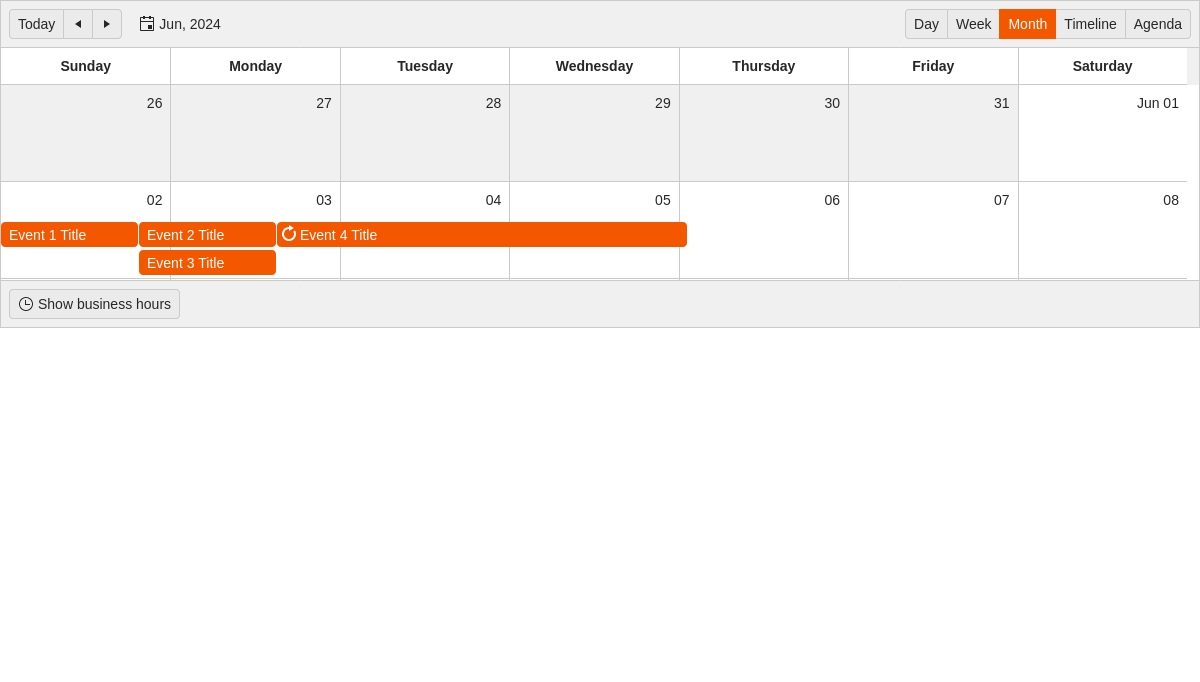 Today Jun, 2024 Day Week Month Timeline Agenda
Sunday Monday Tuesday Wednesday Thursday Friday Saturday
26 27 28 29 30 31 Jun 01
02 03 04 05 06 07 08
Event 1 Title Event 2 Title Event 4 Title
Event 3 Title
Show business hours